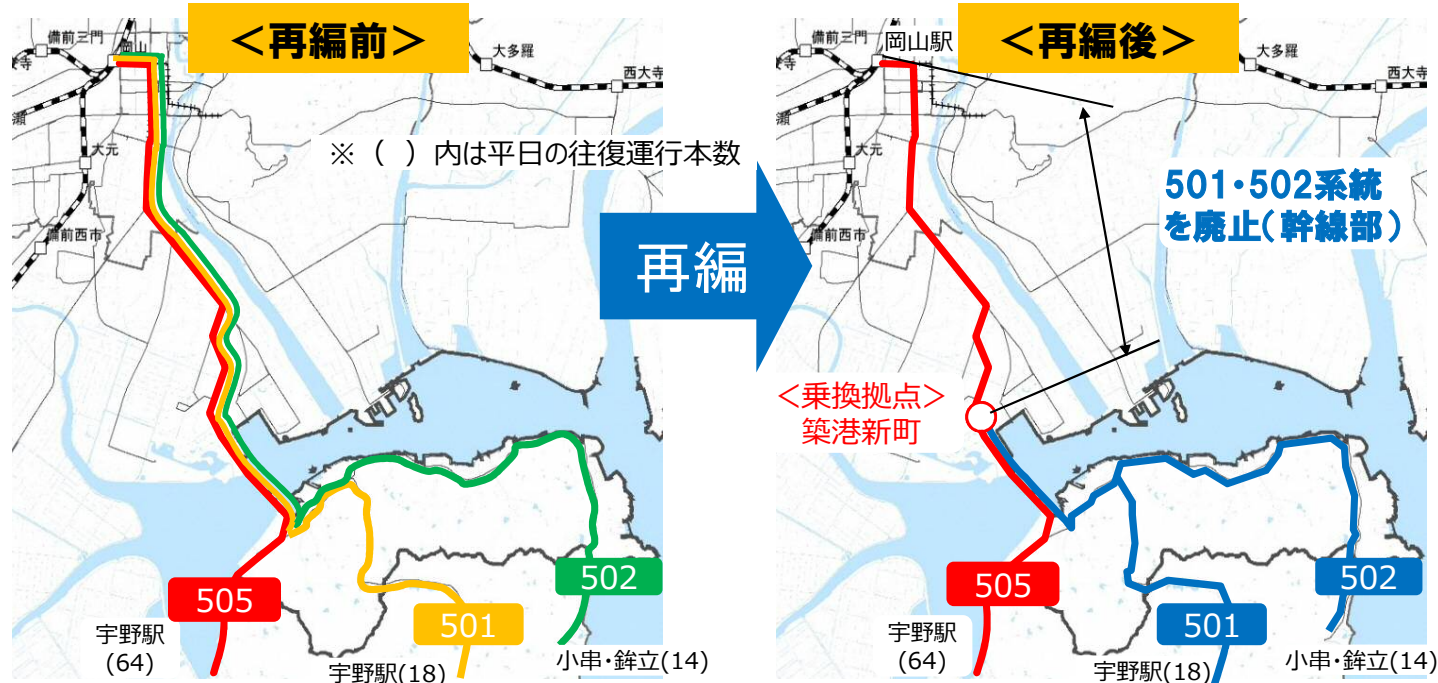 <再編前>
備前三門
岡山
大多羅
寺
西大寺
瀬
大元
※( )内は平日の往復運行本数
備前西市
505
宇野駅
(64)
501
宇野駅(18)
502
小串・鉾立(14)
再編
<再編後>
備前三門
岡山駅
大多羅
寺
西大寺
瀬
大元
501・502系統
を廃止(幹線部)
備前西市
<乗換拠点>
築港新町
505
宇野駅
(64)
501
宇野駅(18)
502
小串・鉾立(14)